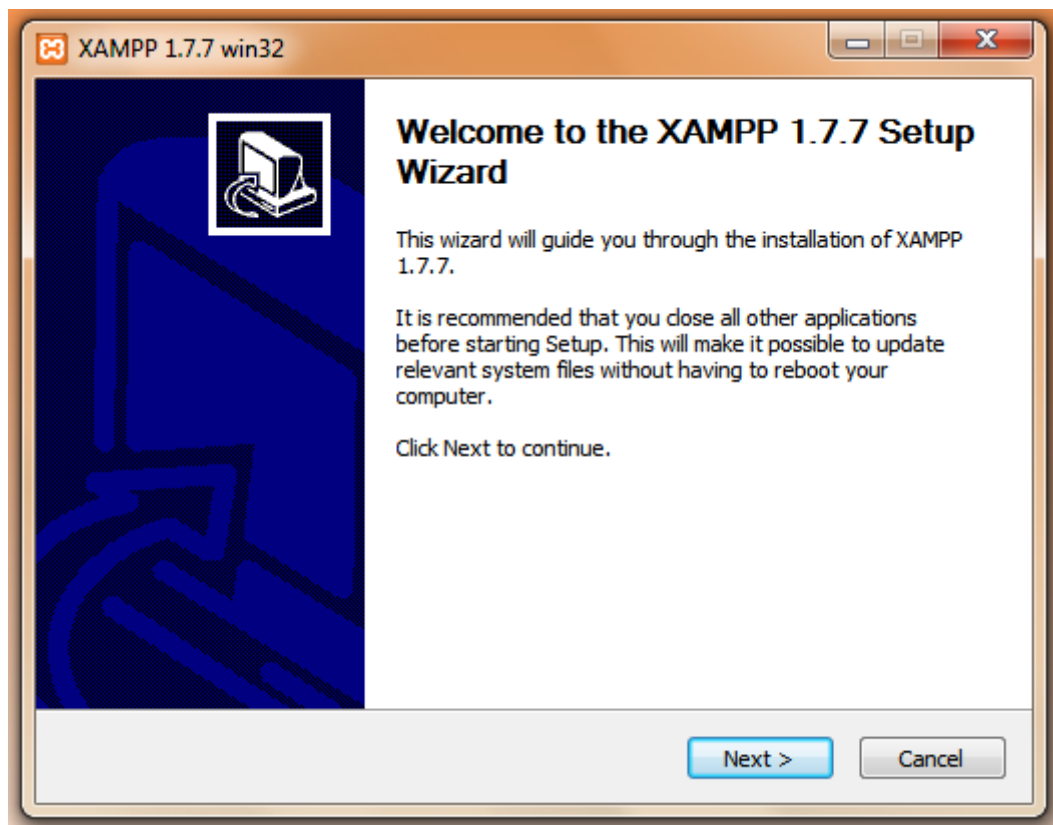 XAMPP 1.7.7 win32
Welcome to the XAMPP 1.7.7 Setup
Wizard
This wizard will guide you through the installation of XAMPP
1.7.7.
It is recommended that you close all other applications
before starting Setup. This will make it possible to update
relevant system files without having to reboot your
computer.
Click Next to continue.
Next >
Cancel